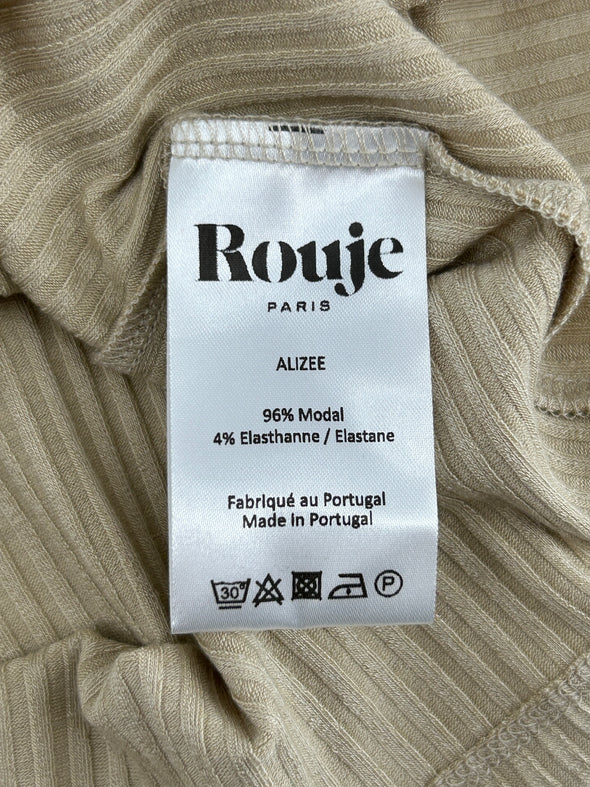 Rouje
PARIS
ALIZEE
96% Modal
4% Elasthanne / Elastane
Fabriqué au Portugal
Made in Portugal
30° P